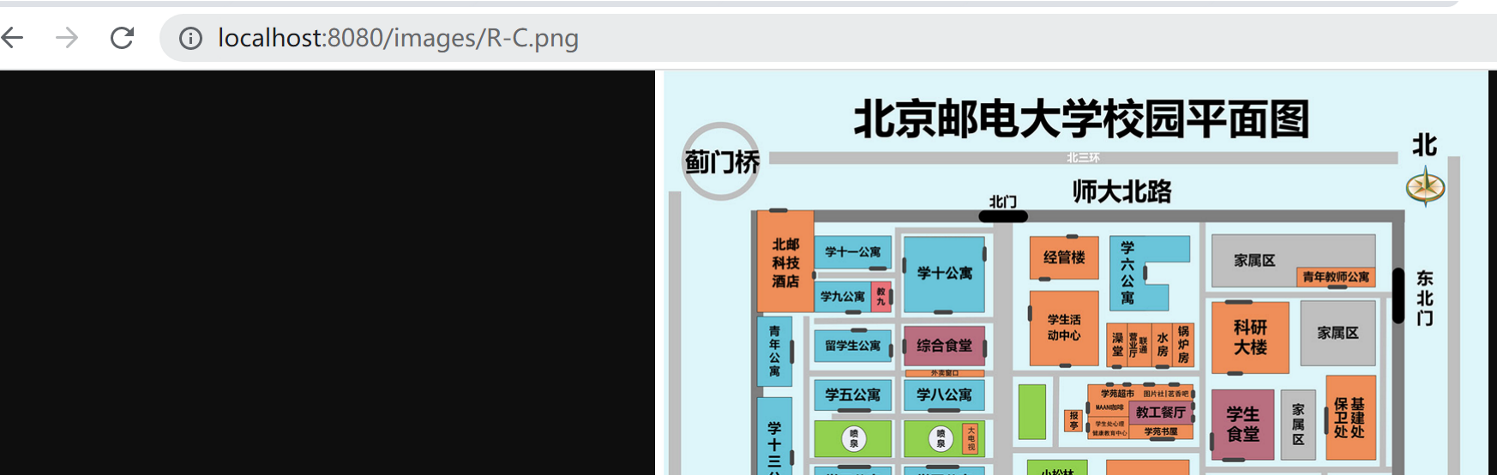 localhost:8080/images/R-C.png
北京邮电大学校园平面图
蓟门桥
北三环
北
师大北路
北门
北邮
科技
酒店
学十一公寓
学十公寓
经管楼
学六公寓
家属区
青年教师公寓
东北门
学九公寓
教九
学生活
动中心
科研
大楼
家属区
青年公寓
留学生公寓
综合食堂
外卖窗口
澡堂
联通
营业厅
水房
锅炉房
学五公寓
学八公寓
学苑超市
图片社
茗香吧
MAAN咖啡
教工餐厅
报亭
学生处心理
健康教育中心
学苑书屋
学生
食堂
家属区
基建处
保卫处
学十三
喷泉
喷泉
大电视
小松林